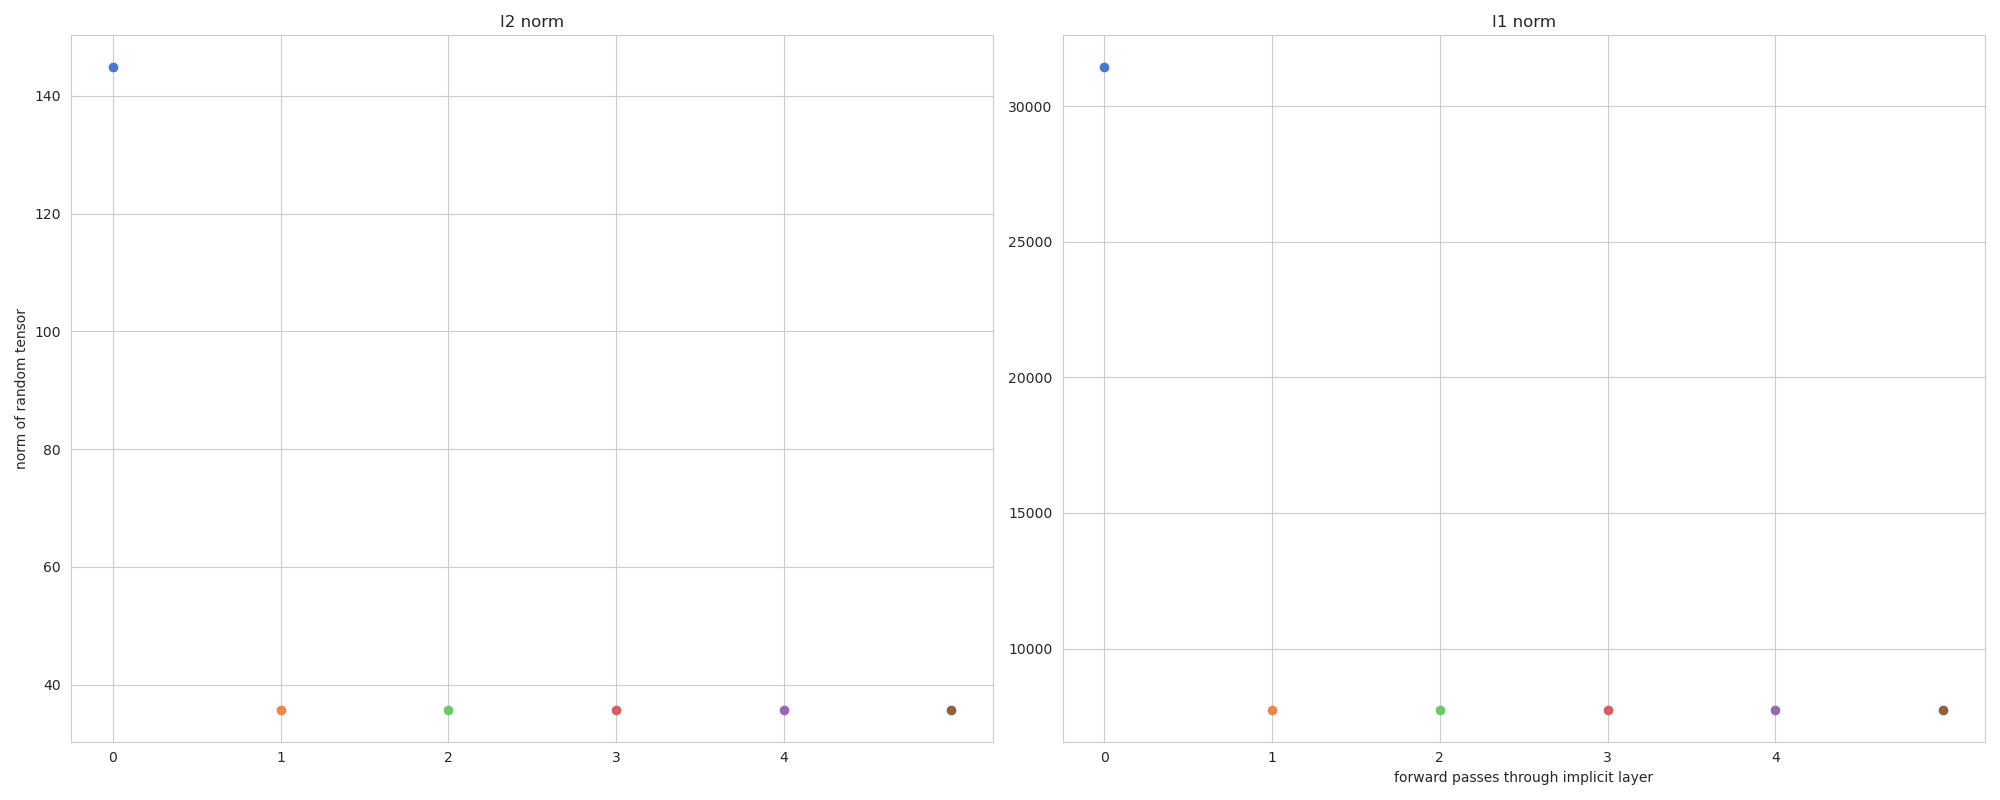 l2 norm
norm of random tensor
140
120
100
80
60
40
0 1 2 3 4
l1 norm
30000
25000
20000
15000
10000
0 1 2 3 4
forward passes through implicit layer